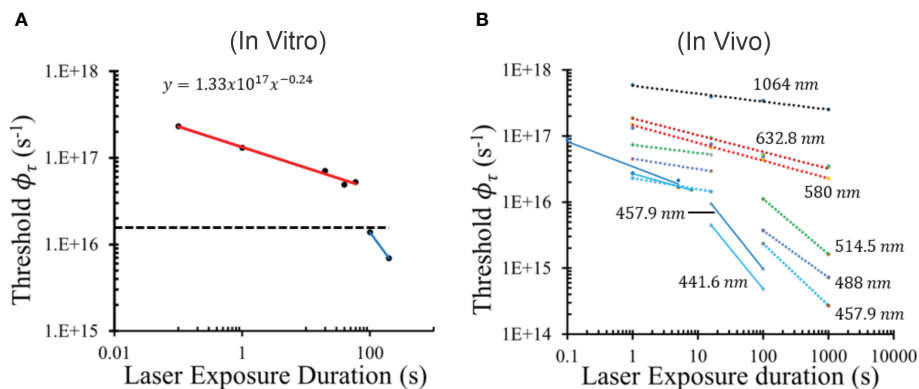 A
(In Vitro)
y = 1.33x10^17 x^−0.24
1.E+18
1.E+17
1.E+16
1.E+15
0.01
1
100
Threshold ϕτ (s-1)
Laser Exposure Duration (s)
B
(In Vivo)
1E+18
1E+17
1E+16
1E+15
1E+14
0.1
1
10
100
1000
10000
Threshold ϕτ (s-1)
Laser Exposure duration (s)
1064 nm
632.8 nm
580 nm
457.9 nm
514.5 nm
441.6 nm
488 nm
457.9 nm